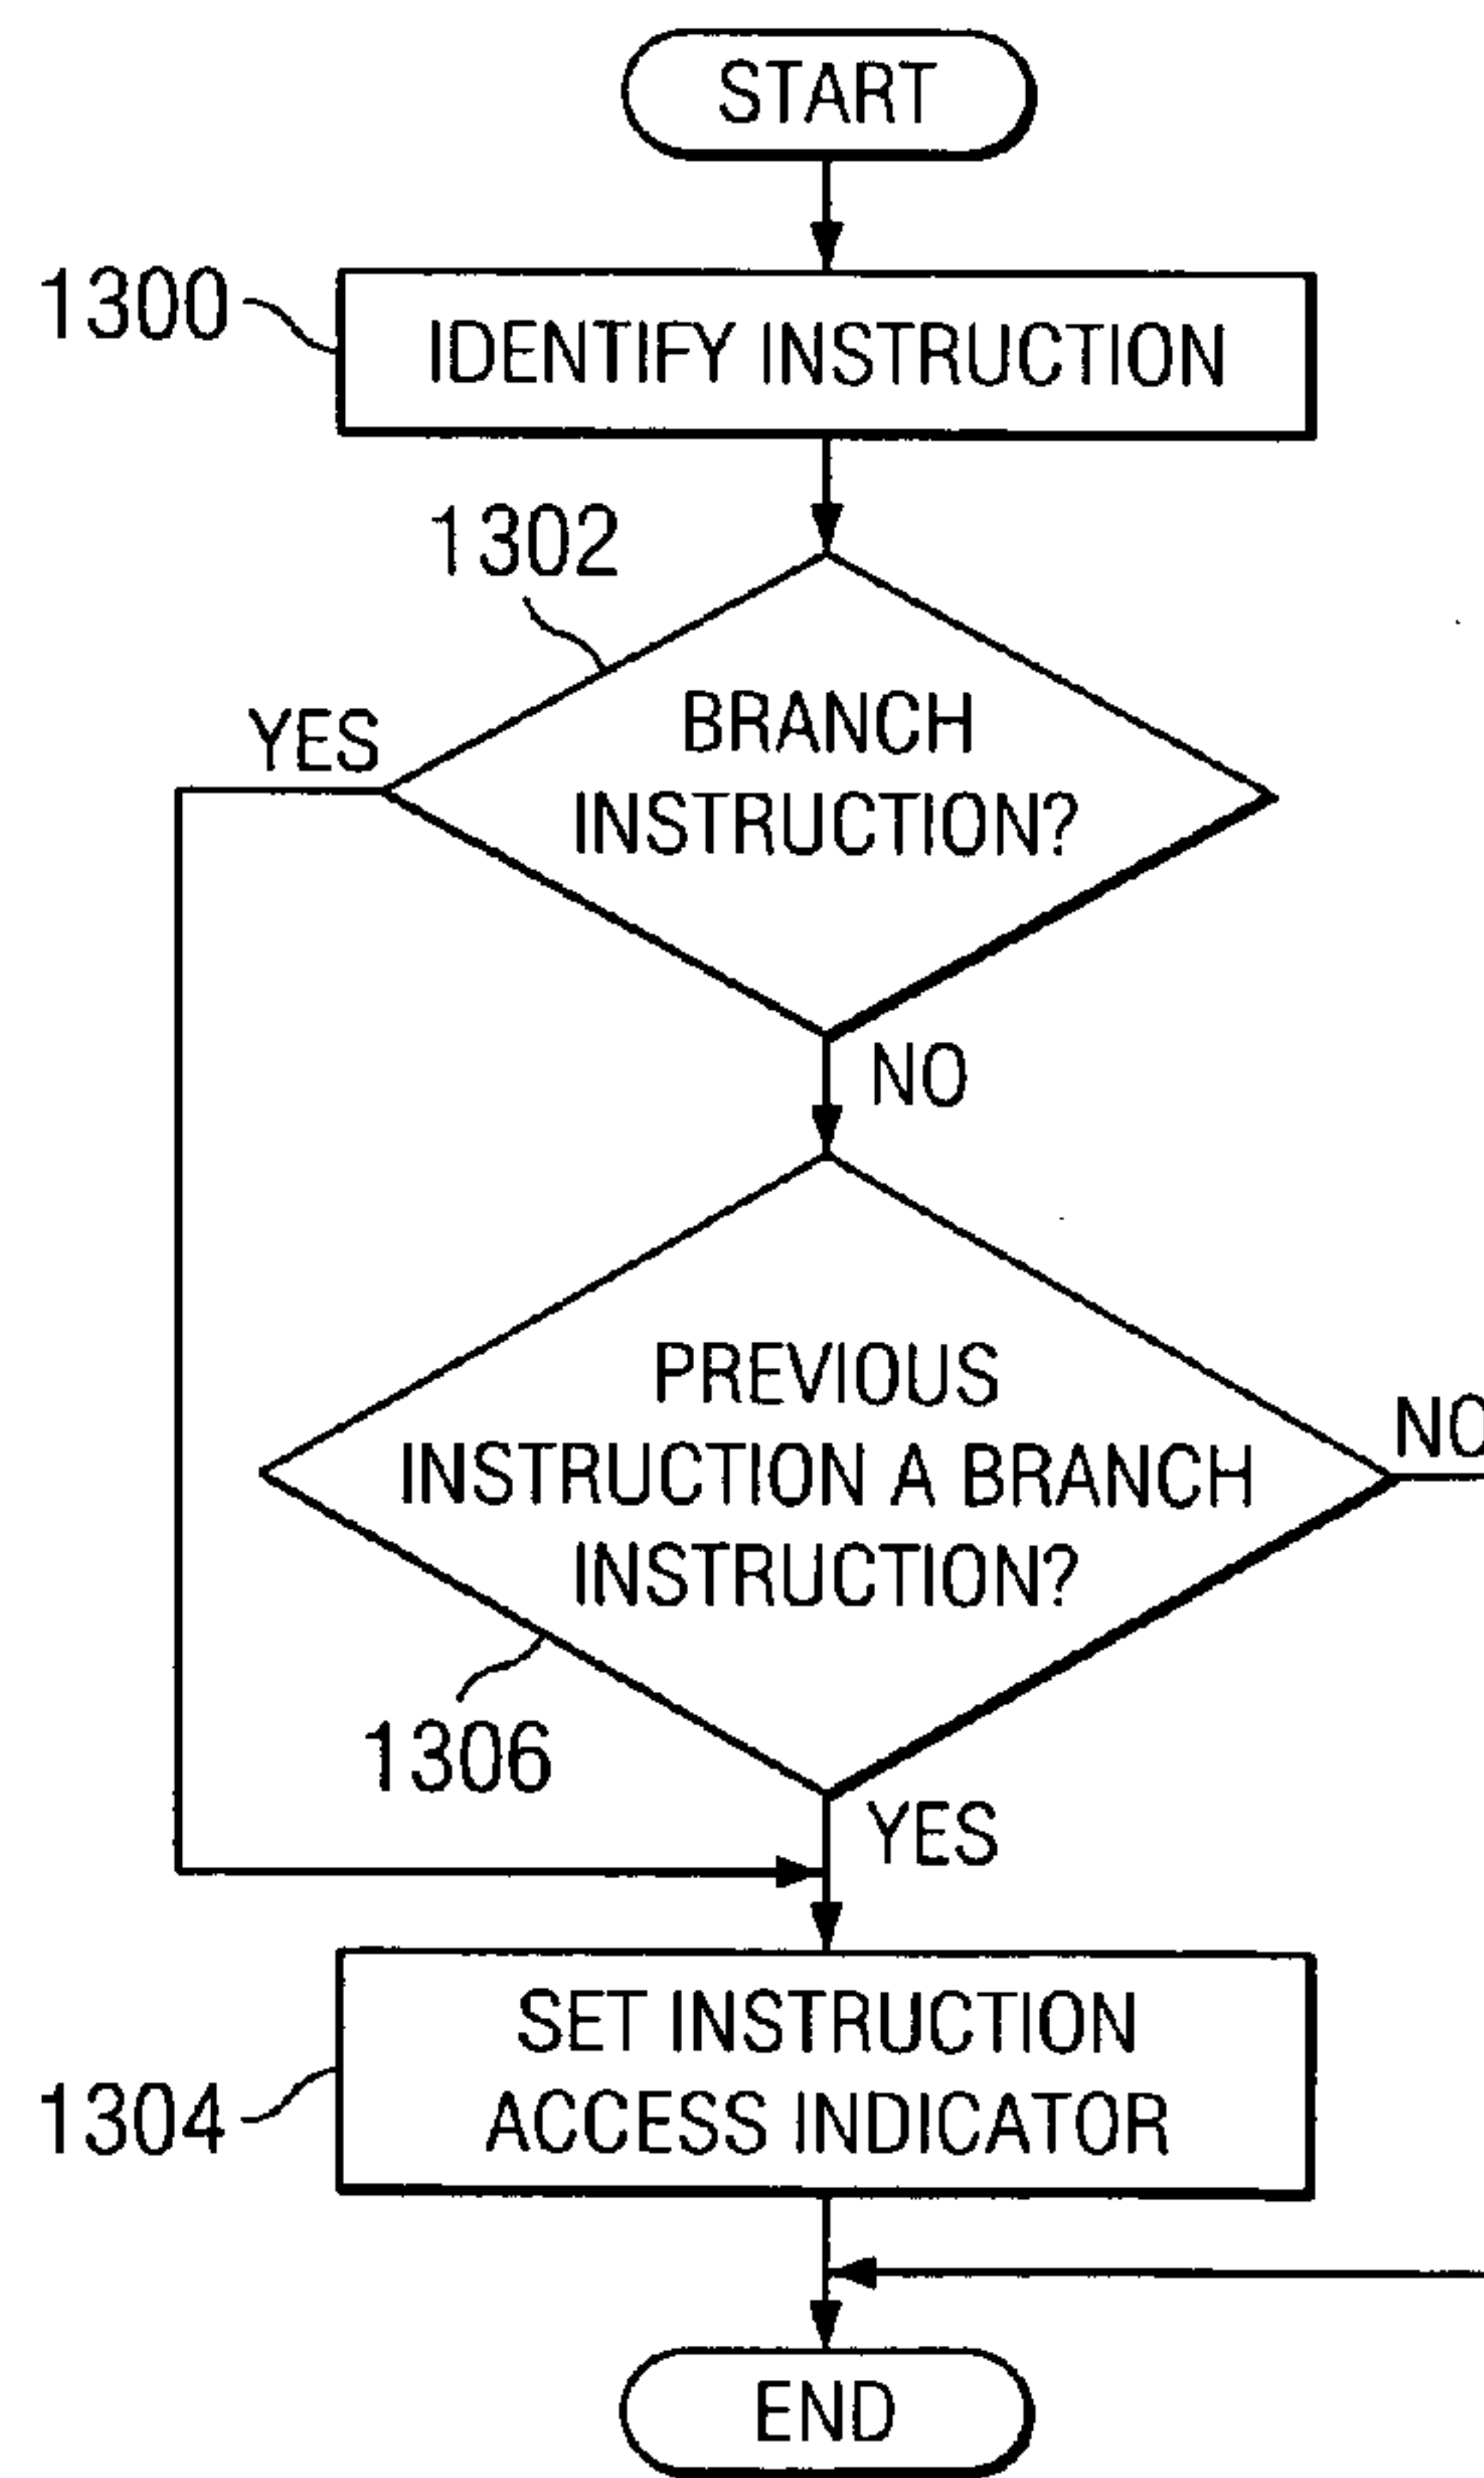 START
1300
IDENTIFY INSTRUCTION
1302
YES
BRANCH
INSTRUCTION?
NO
PREVIOUS
INSTRUCTION A BRANCH
INSTRUCTION?
NO
1306
YES
SET INSTRUCTION
ACCESS INDICATOR
1304
END